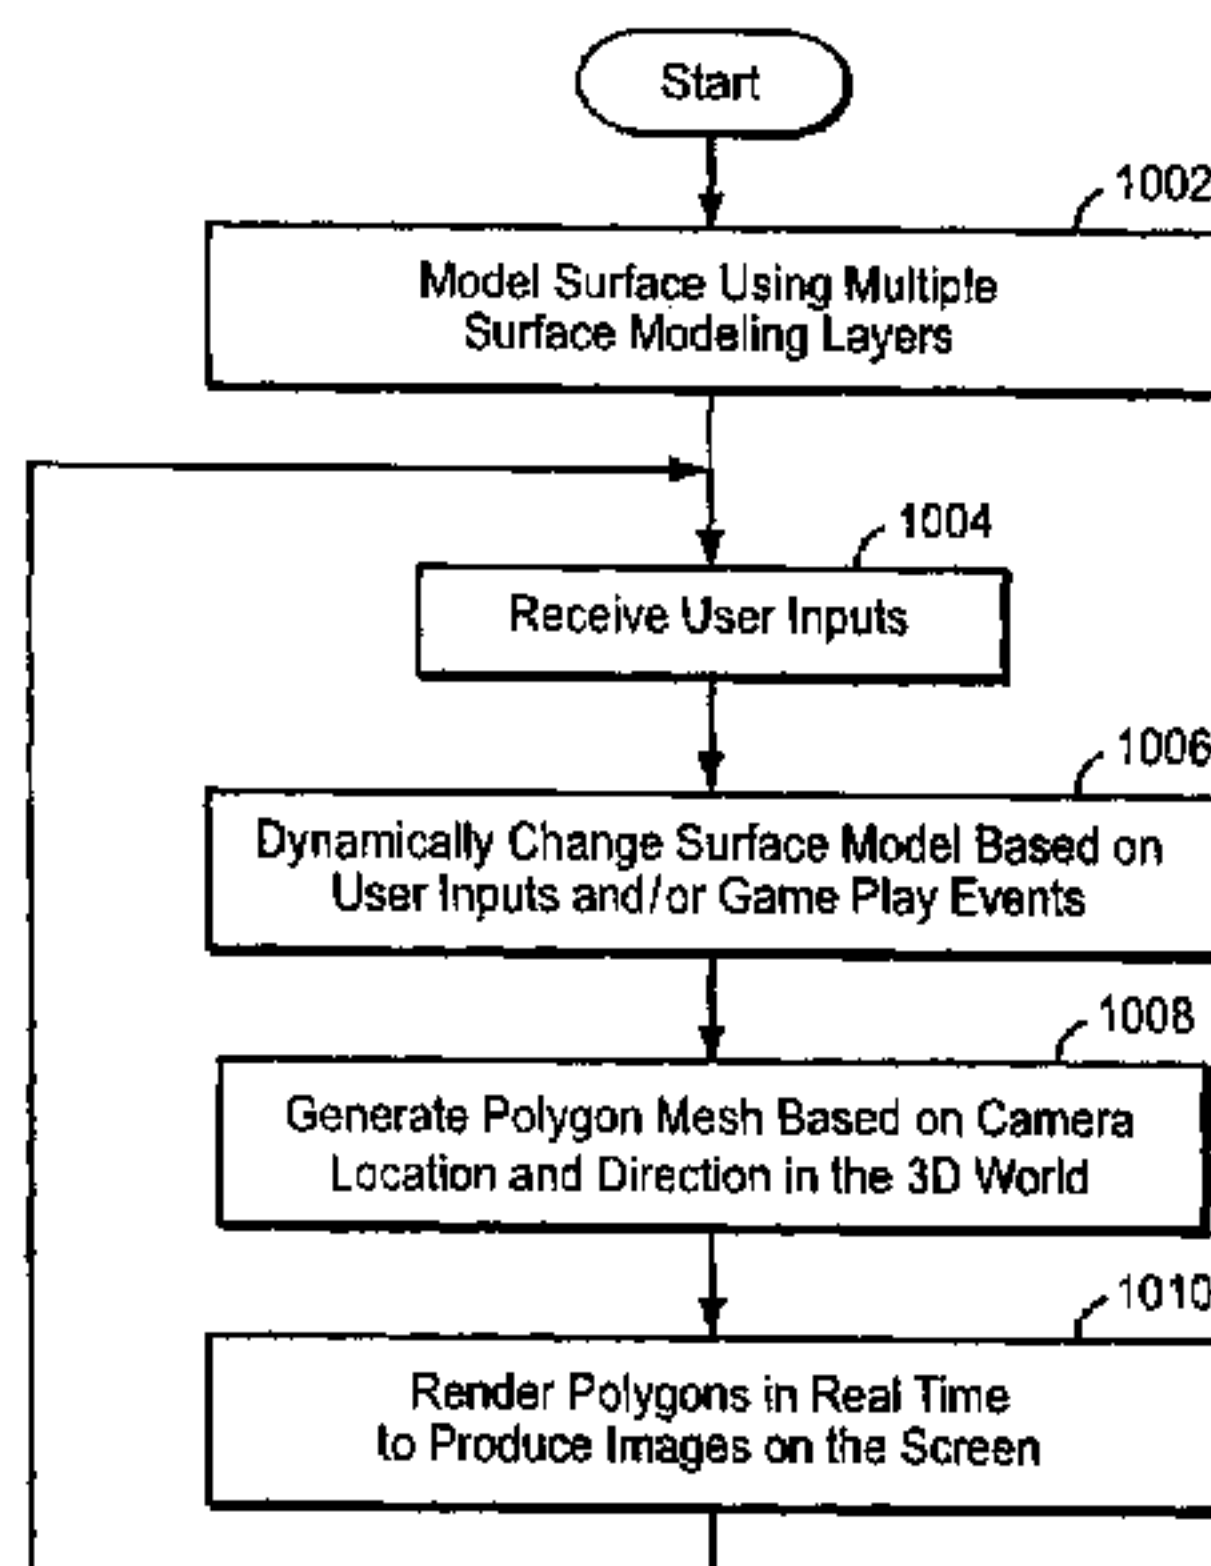 Start
1002
Model Surface Using Multiple
Surface Modeling Layers
1004
Receive User Inputs
1006
Dynamically Change Surface Model Based on
User Inputs and/or Game Play Events
1008
Generate Polygon Mesh Based on Camera
Location and Direction in the 3D World
1010
Render Polygons in Real Time
to Produce Images on the Screen